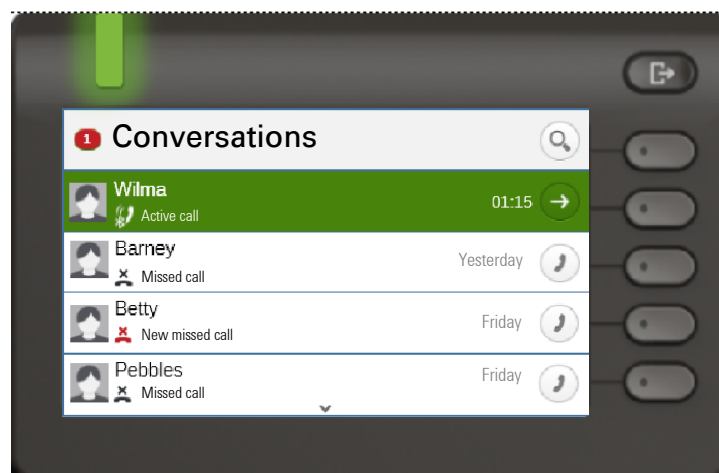 1 Conversations
Wilma
01:15
Active call
Barney
Yesterday
Missed call
Betty
Friday
New missed call
Pebbles
Friday
Missed call